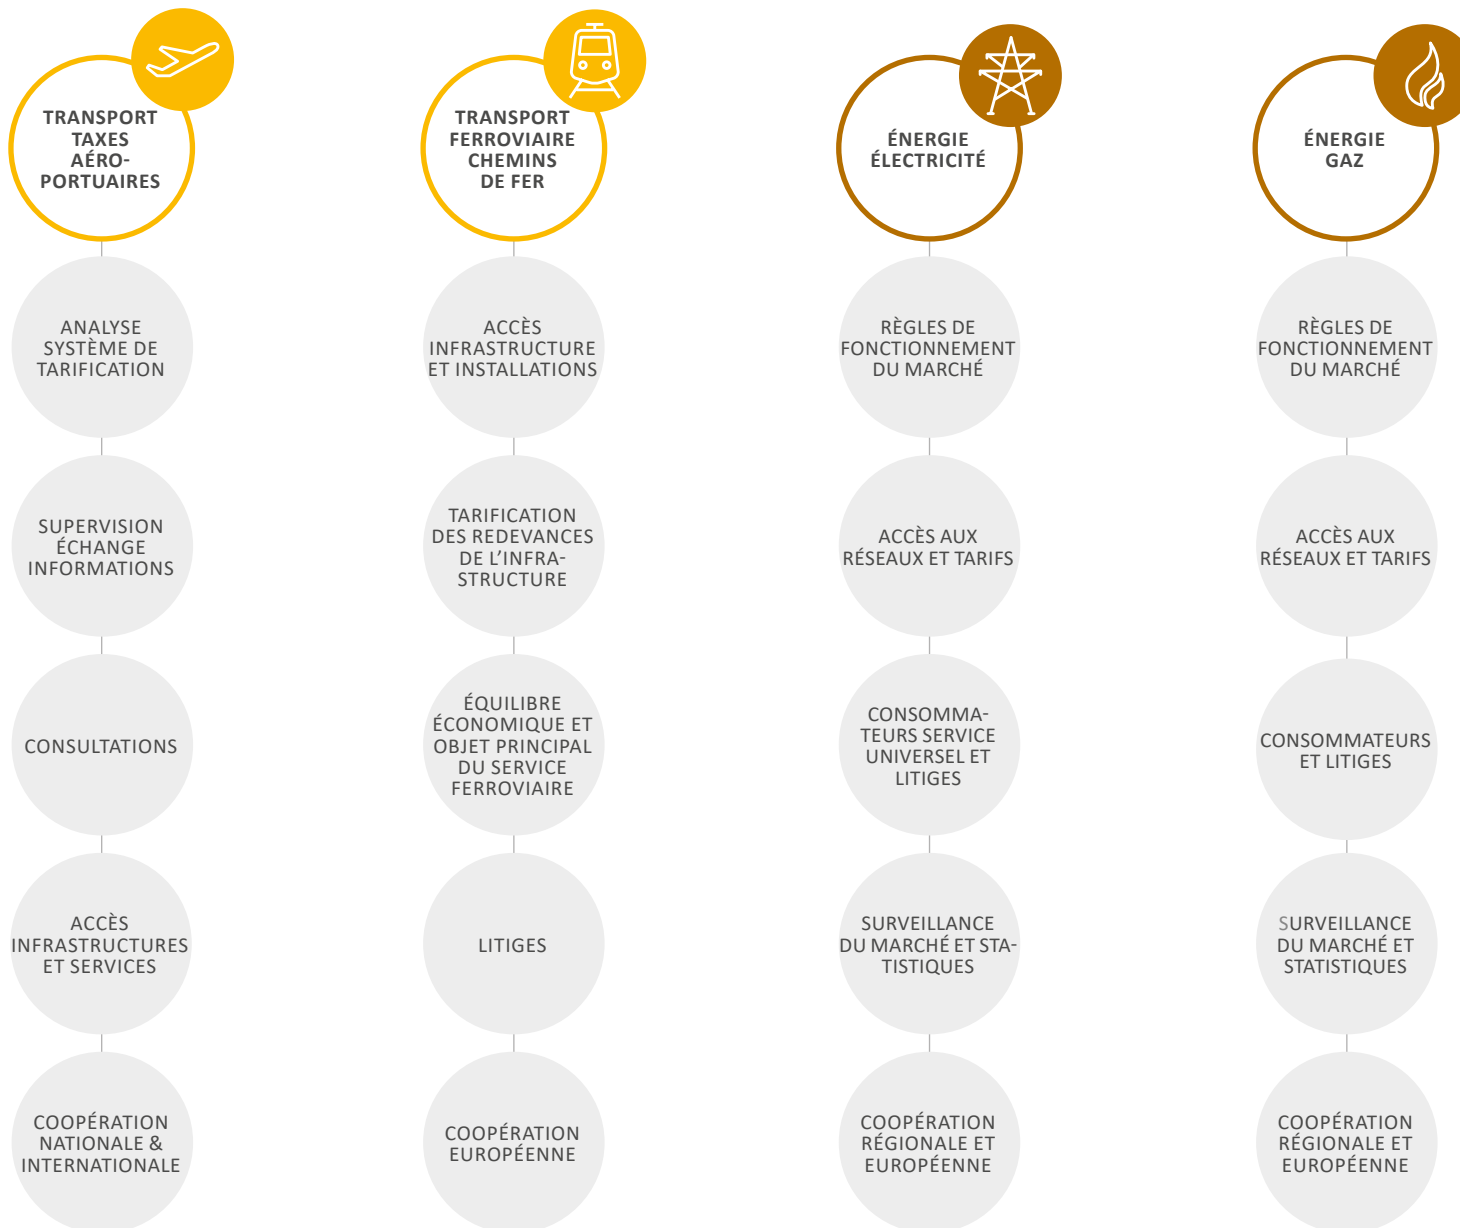 TRANSPORT
TAXES
AÉRO-
PORTUAIRES
ANALYSE
SYSTÈME DE
TARIFICATION
SUPERVISION
ÉCHANGE
INFORMATIONS
CONSULTATIONS
ACCÈS
INFRASTRUCTURES
ET SERVICES
COOPÉRATION
NATIONALE &
INTERNATIONALE
TRANSPORT
FERROVIAIRE
CHEMINS
DE FER
ACCÈS
INFRASTRUCTURE
ET INSTALLATIONS
TARIFICATION
DES REDEVANCES
DE L’INFRA-
STRUCTURE
ÉQUILIBRE
ÉCONOMIQUE ET
OBJET PRINCIPAL
DU SERVICE
FERROVIAIRE
LITIGES
COOPÉRATION
EUROPÉENNE
ÉNERGIE
ÉLECTRICITÉ
RÈGLES DE
FONCTIONNEMENT
DU MARCHÉ
ACCÈS AUX
RÉSEAUX ET TARIFS
CONSOMMA-
TEURS SERVICE
UNIVERSEL ET
LITIGES
SURVEILLANCE
DU MARCHÉ ET STA-
TISTIQUES
COOPÉRATION
RÉGIONALE ET
EUROPÉENNE
ÉNERGIE
GAZ
RÈGLES DE
FONCTIONNEMENT
DU MARCHÉ
ACCÈS AUX
RÉSEAUX ET TARIFS
CONSOMMATEURS
ET LITIGES
SURVEILLANCE
DU MARCHÉ ET
STATISTIQUES
COOPÉRATION
RÉGIONALE ET
EUROPÉENNE